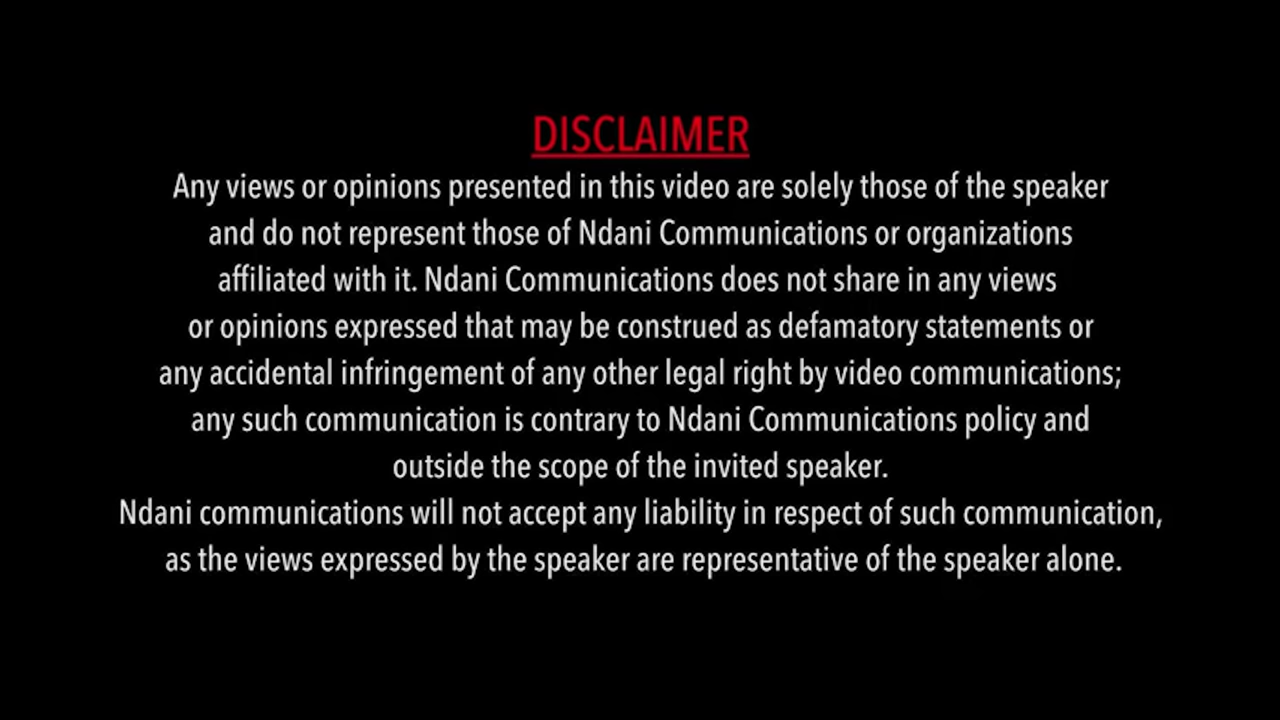 DISCLAIMER
Any views or opinions presented in this video are solely those of the speaker
and do not represent those of Ndani Communications or organizations
affiliated with it. Ndani Communications does not share in any views
or opinions expressed that may be construed as defamatory statements or
any accidental infringement of any other legal right by video communications;
any such communication is contrary to Ndani Communications policy and
outside the scope of the invited speaker.
Ndani communications will not accept any liability in respect of such communication,
as the views expressed by the speaker are representative of the speaker alone.